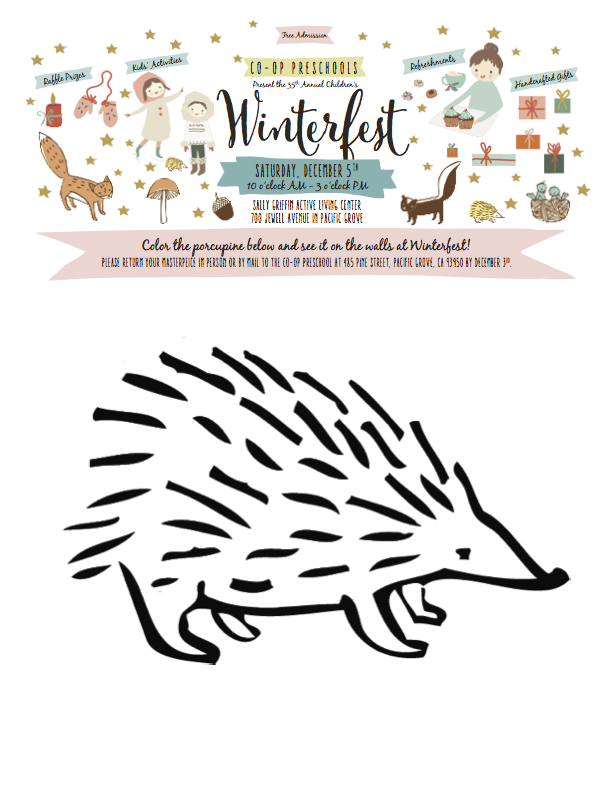 Free Admission
Raffle Prizes
Kids' Activities
CO-OP PRESCHOOLS
Present the 35th Annual Children's
Winterfest
Refreshments
Handcrafted Gifts
SATURDAY, DECEMBER 5TH
10 o'clock AM - 3 o'clock PM
SALLY GRIFFIN ACTIVE LIVING CENTER
700 JEWELL AVENUE IN PACIFIC GROVE
Color the porcupine below and see it on the walls at Winterfest!
PLEASE RETURN YOUR MASTERPEICE IN PERSON OR BY MAIL TO THE CO-OP PRESCHOOL AT 485 PINE STREET, PACIFIC GROVE, CA 93950 BY DECEMBER 3RD.